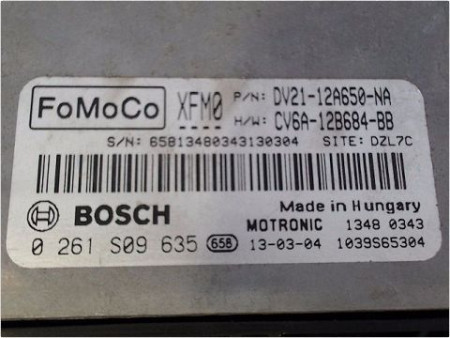 FoMoCo XFM0 P/N: DV21-12A650-NA
H/W: CV6A-12B684-BB
S/N: 65813480343130304 SITE: DZL7C
BOSCH Made in Hungary
MOTRONIC 1348 0343
0 261 S09 635 658 13-03-04 1039S65304